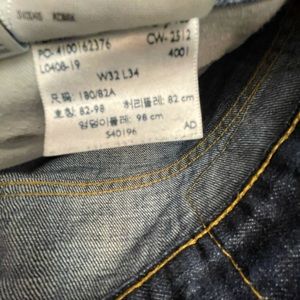 PO-4100162376 CW-2512
L0408-19 4001
W32 L34
尺码: 180/82A
호칭: 82-98 허리둘레: 82 cm
엉덩이둘레: 98 cm
S40196 AD